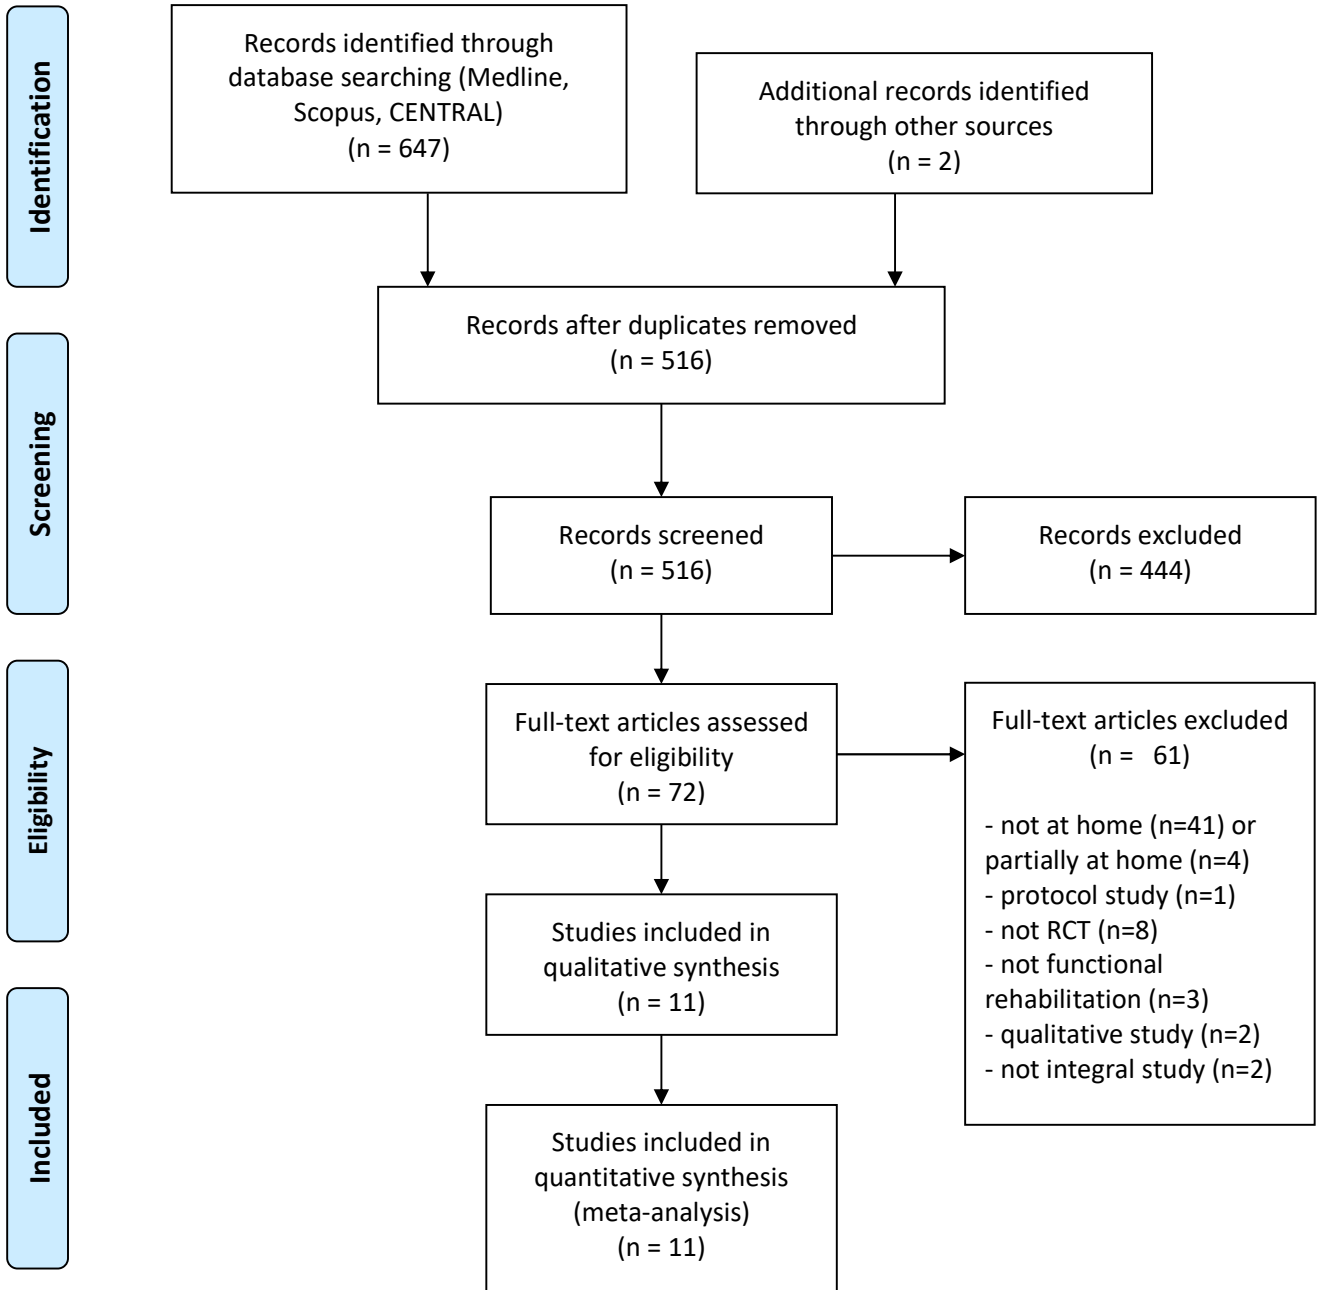 Identification
Records identified through
database searching (Medline,
Scopus, CENTRAL)
(n = 647)
Additional records identified
through other sources
(n = 2)
Records after duplicates removed
(n = 516)
Screening
Records screened
(n = 516)
Records excluded
(n = 444)
Eligibility
Full-text articles assessed
for eligibility
(n = 72)
Full-text articles excluded
(n =   61)
- not at home (n=41) or
partially at home (n=4)
- protocol study (n=1)
- not RCT (n=8)
- not functional
rehabilitation (n=3)
- qualitative study (n=2)
- not integral study (n=2)
Studies included in
qualitative synthesis
(n = 11)
Included
Studies included in
quantitative synthesis
(meta-analysis)
(n = 11)